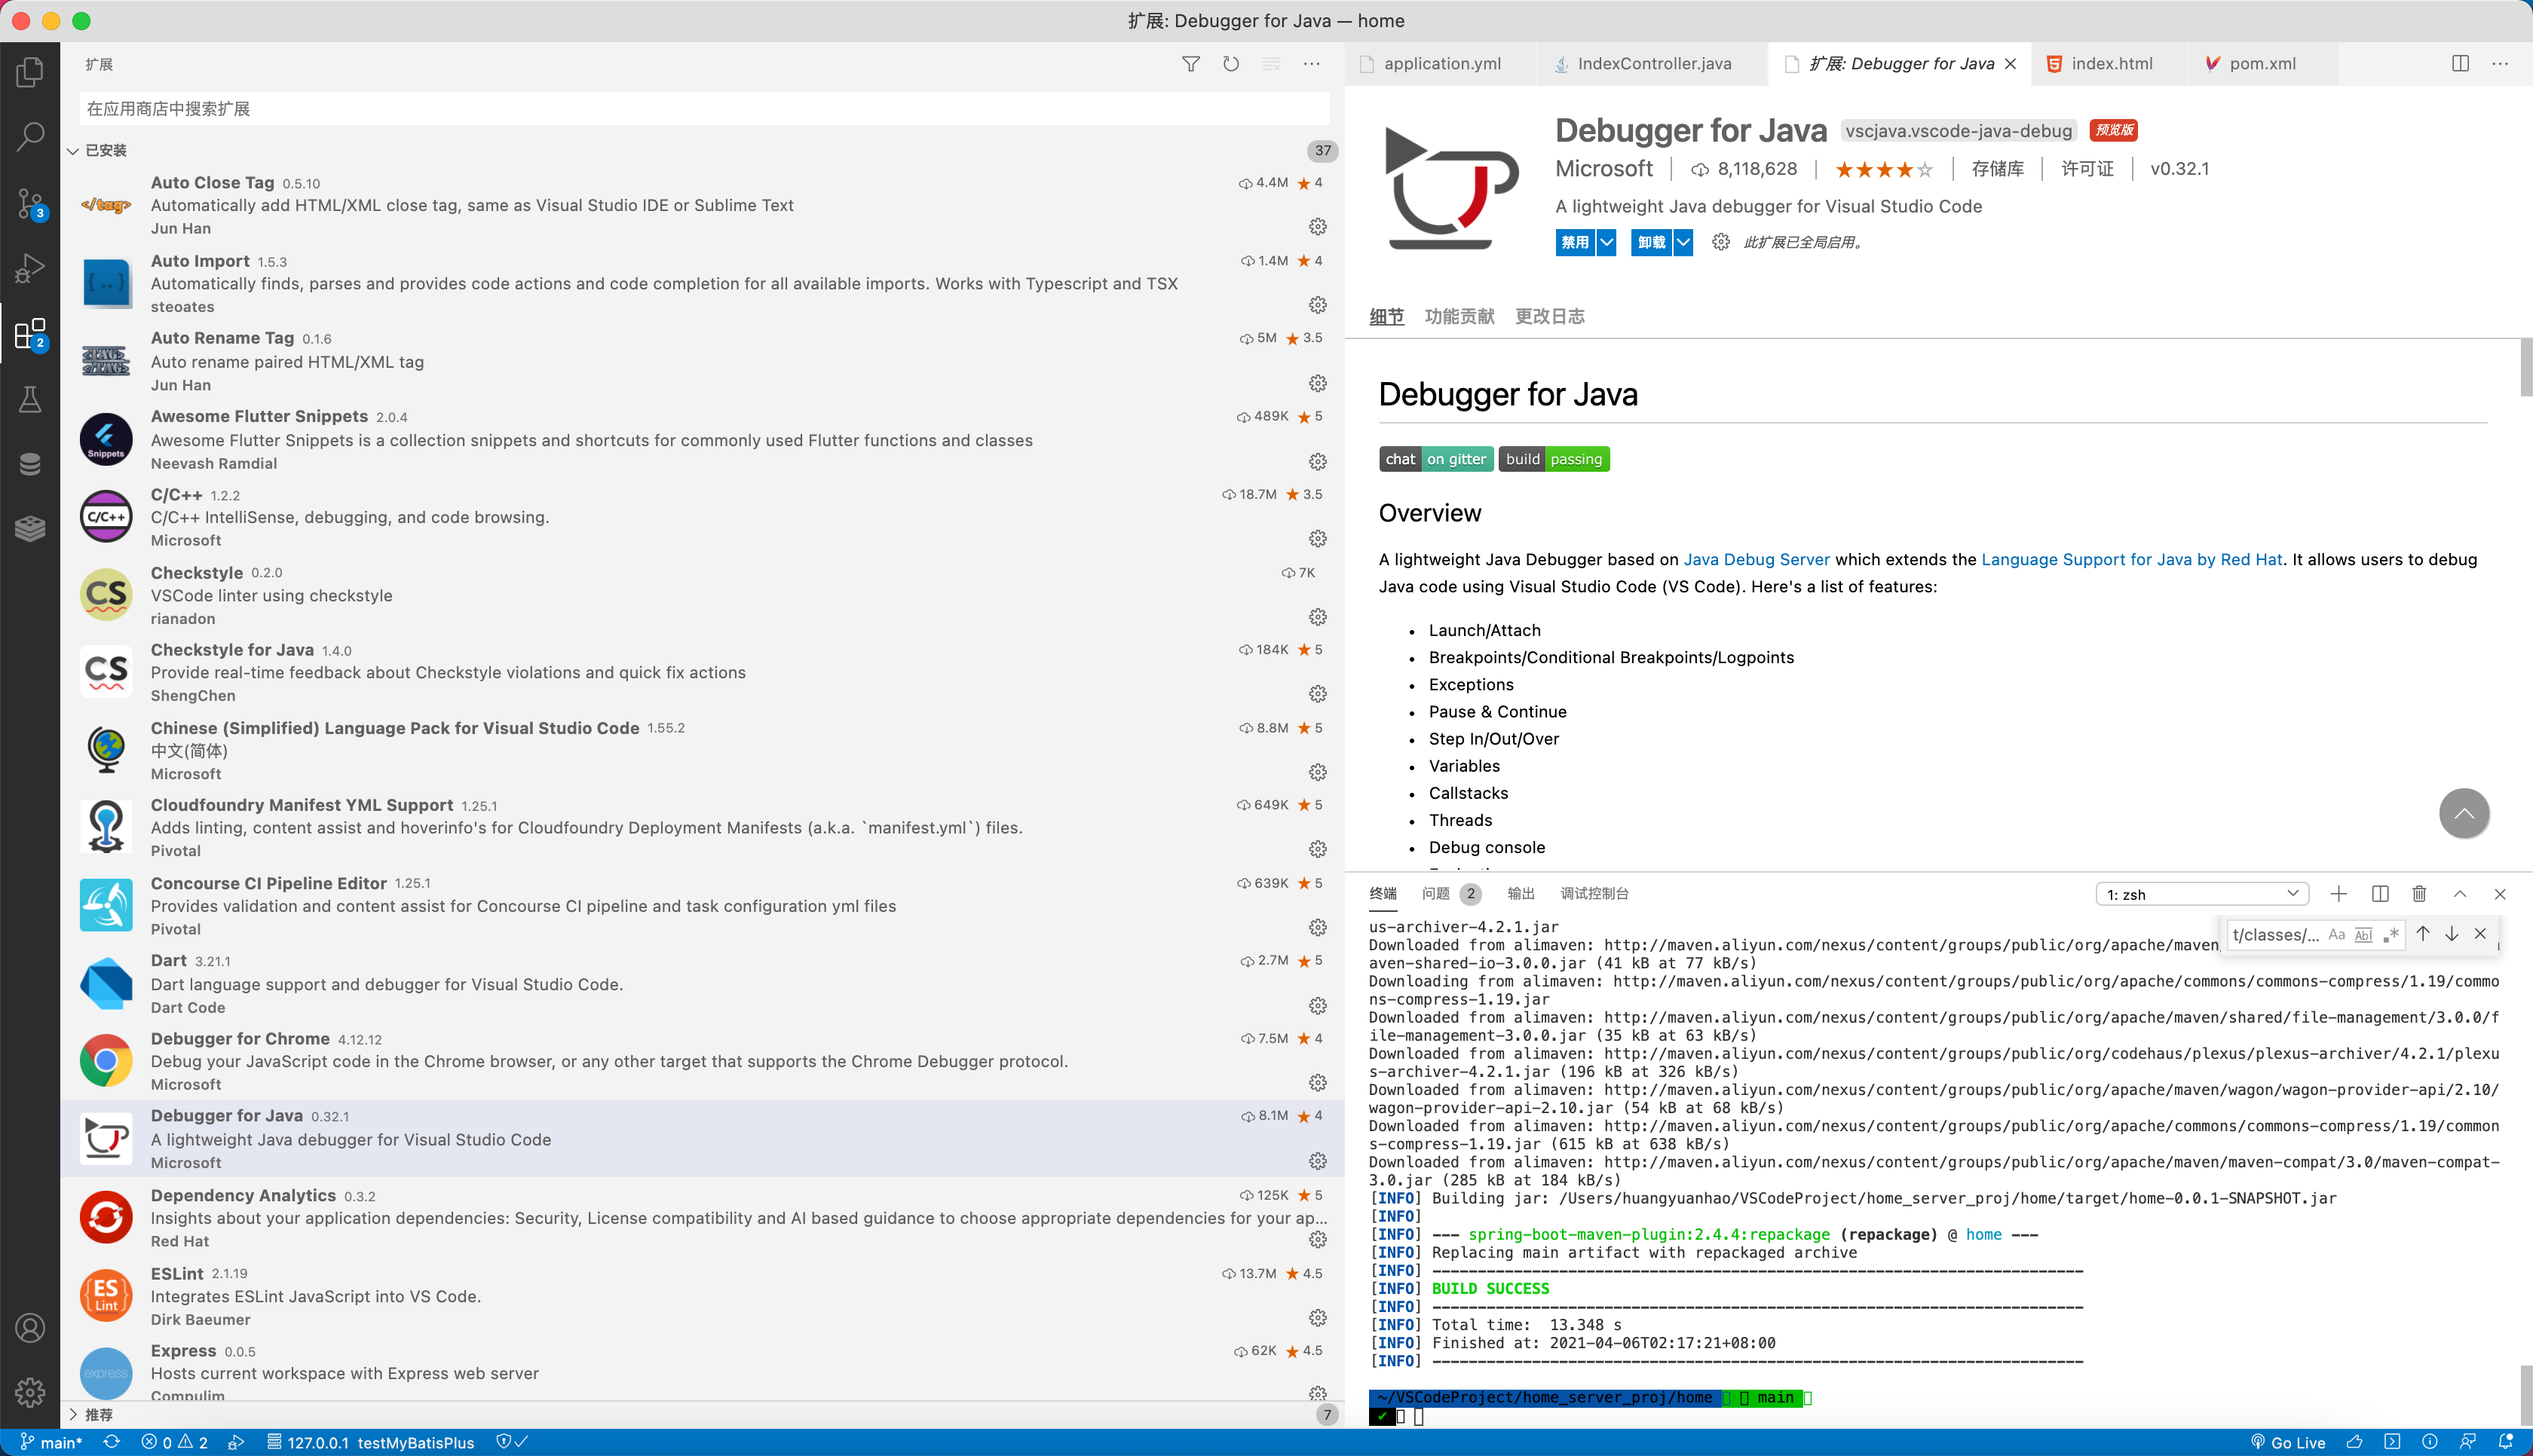 扩展: Debugger for Java — home
扩展
在应用商店中搜索扩展
已安装
37
Auto Close Tag 0.5.10
4.4M ★ 4
Automatically add HTML/XML close tag, same as Visual Studio IDE or Sublime Text
Jun Han
Auto Import 1.5.3
1.4M ★ 4
Automatically finds, parses and provides code actions and code completion for all available imports. Works with Typescript and TSX
steoates
Auto Rename Tag 0.1.6
5M ★ 3.5
Auto rename paired HTML/XML tag
Jun Han
Awesome Flutter Snippets 2.0.4
489K ★ 5
Awesome Flutter Snippets is a collection snippets and shortcuts for commonly used Flutter functions and classes
Neevash Ramdial
C/C++ 1.2.2
18.7M ★ 3.5
C/C++ IntelliSense, debugging, and code browsing.
Microsoft
Checkstyle 0.2.0
7K
VSCode linter using checkstyle
rianadon
Checkstyle for Java 1.4.0
184K ★ 5
Provide real-time feedback about Checkstyle violations and quick fix actions
ShengChen
Chinese (Simplified) Language Pack for Visual Studio Code 1.55.2
8.8M ★ 5
中文(简体)
Microsoft
Cloudfoundry Manifest YML Support 1.25.1
649K ★ 5
Adds linting, content assist and hoverinfo's for Cloudfoundry Deployment Manifests (a.k.a. `manifest.yml`) files.
Pivotal
Concourse CI Pipeline Editor 1.25.1
639K ★ 5
Provides validation and content assist for Concourse CI pipeline and task configuration yml files
Pivotal
Dart 3.21.1
2.7M ★ 5
Dart language support and debugger for Visual Studio Code.
Dart Code
Debugger for Chrome 4.12.12
7.5M ★ 4
Debug your JavaScript code in the Chrome browser, or any other target that supports the Chrome Debugger protocol.
Microsoft
Debugger for Java 0.32.1
8.1M ★ 4
A lightweight Java debugger for Visual Studio Code
Microsoft
Dependency Analytics 0.3.2
125K ★ 5
Insights about your application dependencies: Security, License compatibility and AI based guidance to choose appropriate dependencies for your ap...
Red Hat
ESLint 2.1.19
13.7M ★ 4.5
Integrates ESLint JavaScript into VS Code.
Dirk Baeumer
Express 0.0.5
62K ★ 4.5
Hosts current workspace with Express web server
Compulim
推荐
7
application.yml
IndexController.java
扩展: Debugger for Java
index.html
pom.xml
Debugger for Java vscjava.vscode-java-debug 预览版
Microsoft 8,118,628 ★★★★☆ 存储库 许可证 v0.32.1
A lightweight Java debugger for Visual Studio Code
禁用 卸载 此扩展已全局启用。
细节 功能贡献 更改日志
Debugger for Java
chat on gitter build passing
Overview
A lightweight Java Debugger based on Java Debug Server which extends the Language Support for Java by Red Hat. It allows users to debug
Java code using Visual Studio Code (VS Code). Here's a list of features:
• Launch/Attach
• Breakpoints/Conditional Breakpoints/Logpoints
• Exceptions
• Pause & Continue
• Step In/Out/Over
• Variables
• Callstacks
• Threads
• Debug console
终端 问题 2 输出 调试控制台
1: zsh
t/classes/... Aa Abl .*
us-archiver-4.2.1.jar
Downloaded from alimaven: http://maven.aliyun.com/nexus/content/groups/public/org/apache/maven
aven-shared-io-3.0.0.jar (41 kB at 77 kB/s)
Downloading from alimaven: http://maven.aliyun.com/nexus/content/groups/public/org/apache/commons/commons-compress/1.19/commo
ns-compress-1.19.jar
Downloaded from alimaven: http://maven.aliyun.com/nexus/content/groups/public/org/apache/maven/shared/file-management/3.0.0/f
ile-management-3.0.0.jar (35 kB at 63 kB/s)
Downloaded from alimaven: http://maven.aliyun.com/nexus/content/groups/public/org/codehaus/plexus/plexus-archiver/4.2.1/plexu
s-archiver-4.2.1.jar (196 kB at 326 kB/s)
Downloaded from alimaven: http://maven.aliyun.com/nexus/content/groups/public/org/apache/maven/wagon/wagon-provider-api/2.10/
wagon-provider-api-2.10.jar (54 kB at 68 kB/s)
Downloaded from alimaven: http://maven.aliyun.com/nexus/content/groups/public/org/apache/commons/commons-compress/1.19/common
s-compress-1.19.jar (615 kB at 638 kB/s)
Downloaded from alimaven: http://maven.aliyun.com/nexus/content/groups/public/org/apache/maven/maven-compat/3.0/maven-compat-
3.0.jar (285 kB at 184 kB/s)
[INFO] Building jar: /Users/huangyuanhao/VSCodeProject/home_server_proj/home/target/home-0.0.1-SNAPSHOT.jar
[INFO]
[INFO] --- spring-boot-maven-plugin:2.4.4:repackage (repackage) @ home ---
[INFO] Replacing main artifact with repackaged archive
[INFO] ------------------------------------------------------------------------
[INFO] BUILD SUCCESS
[INFO] ------------------------------------------------------------------------
[INFO] Total time:  13.348 s
[INFO] Finished at: 2021-04-06T02:17:21+08:00
[INFO] ------------------------------------------------------------------------
~/VSCodeProject/home_server_proj/home main
✔
3
2
</tag>
{..}
Snippets
C/C++
CS
CS
ES
Lint
express
main* 0 2 127.0.0.1 testMyBatisPlus Go Live